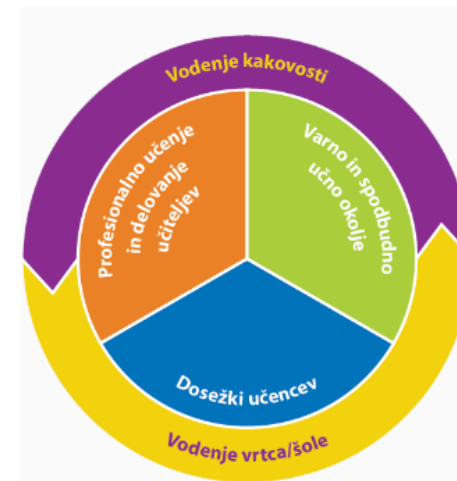 Vodenje kakovosti
Profesionalno učenje
in delovanje
učiteljev
Varno in spodbudno
učno okolje
Dosežki učencev
Vodenje vrtca/šole